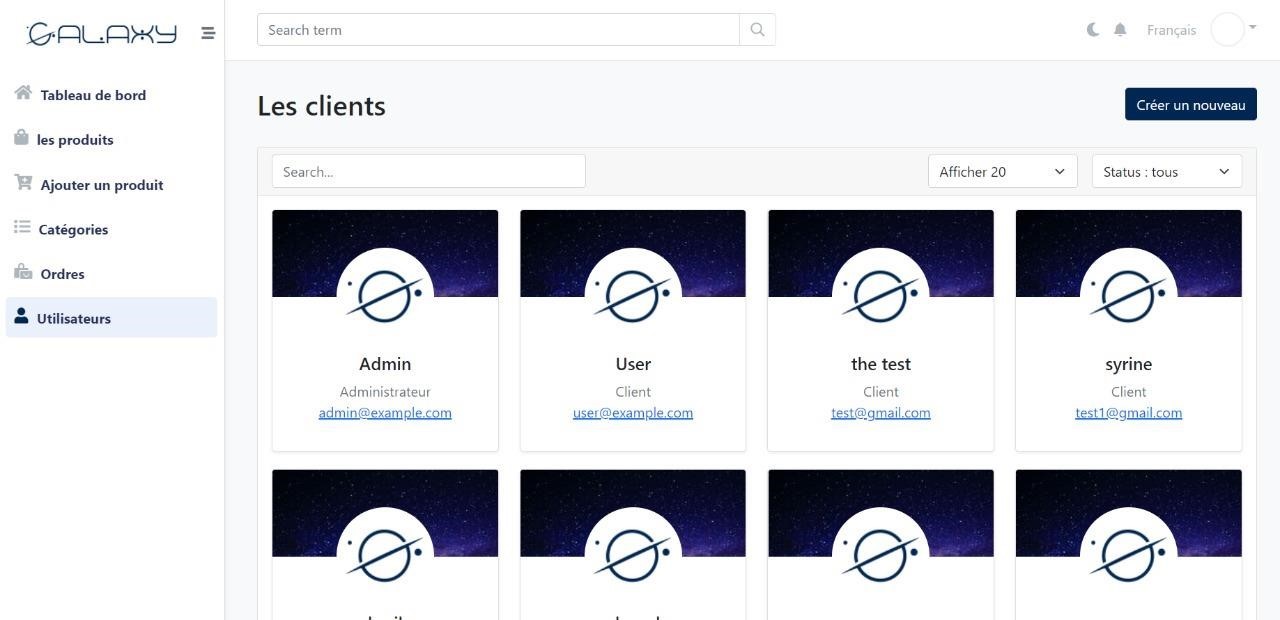 GALAXY
Search term
Français
Tableau de bord
les produits
Ajouter un produit
Catégories
Ordres
Utilisateurs
Les clients
Créer un nouveau
Search...
Afficher 20
Status : tous
Admin
Administrateur
admin@example.com
User
Client
user@example.com
the test
Client
test@gmail.com
syrine
Client
test1@gmail.com